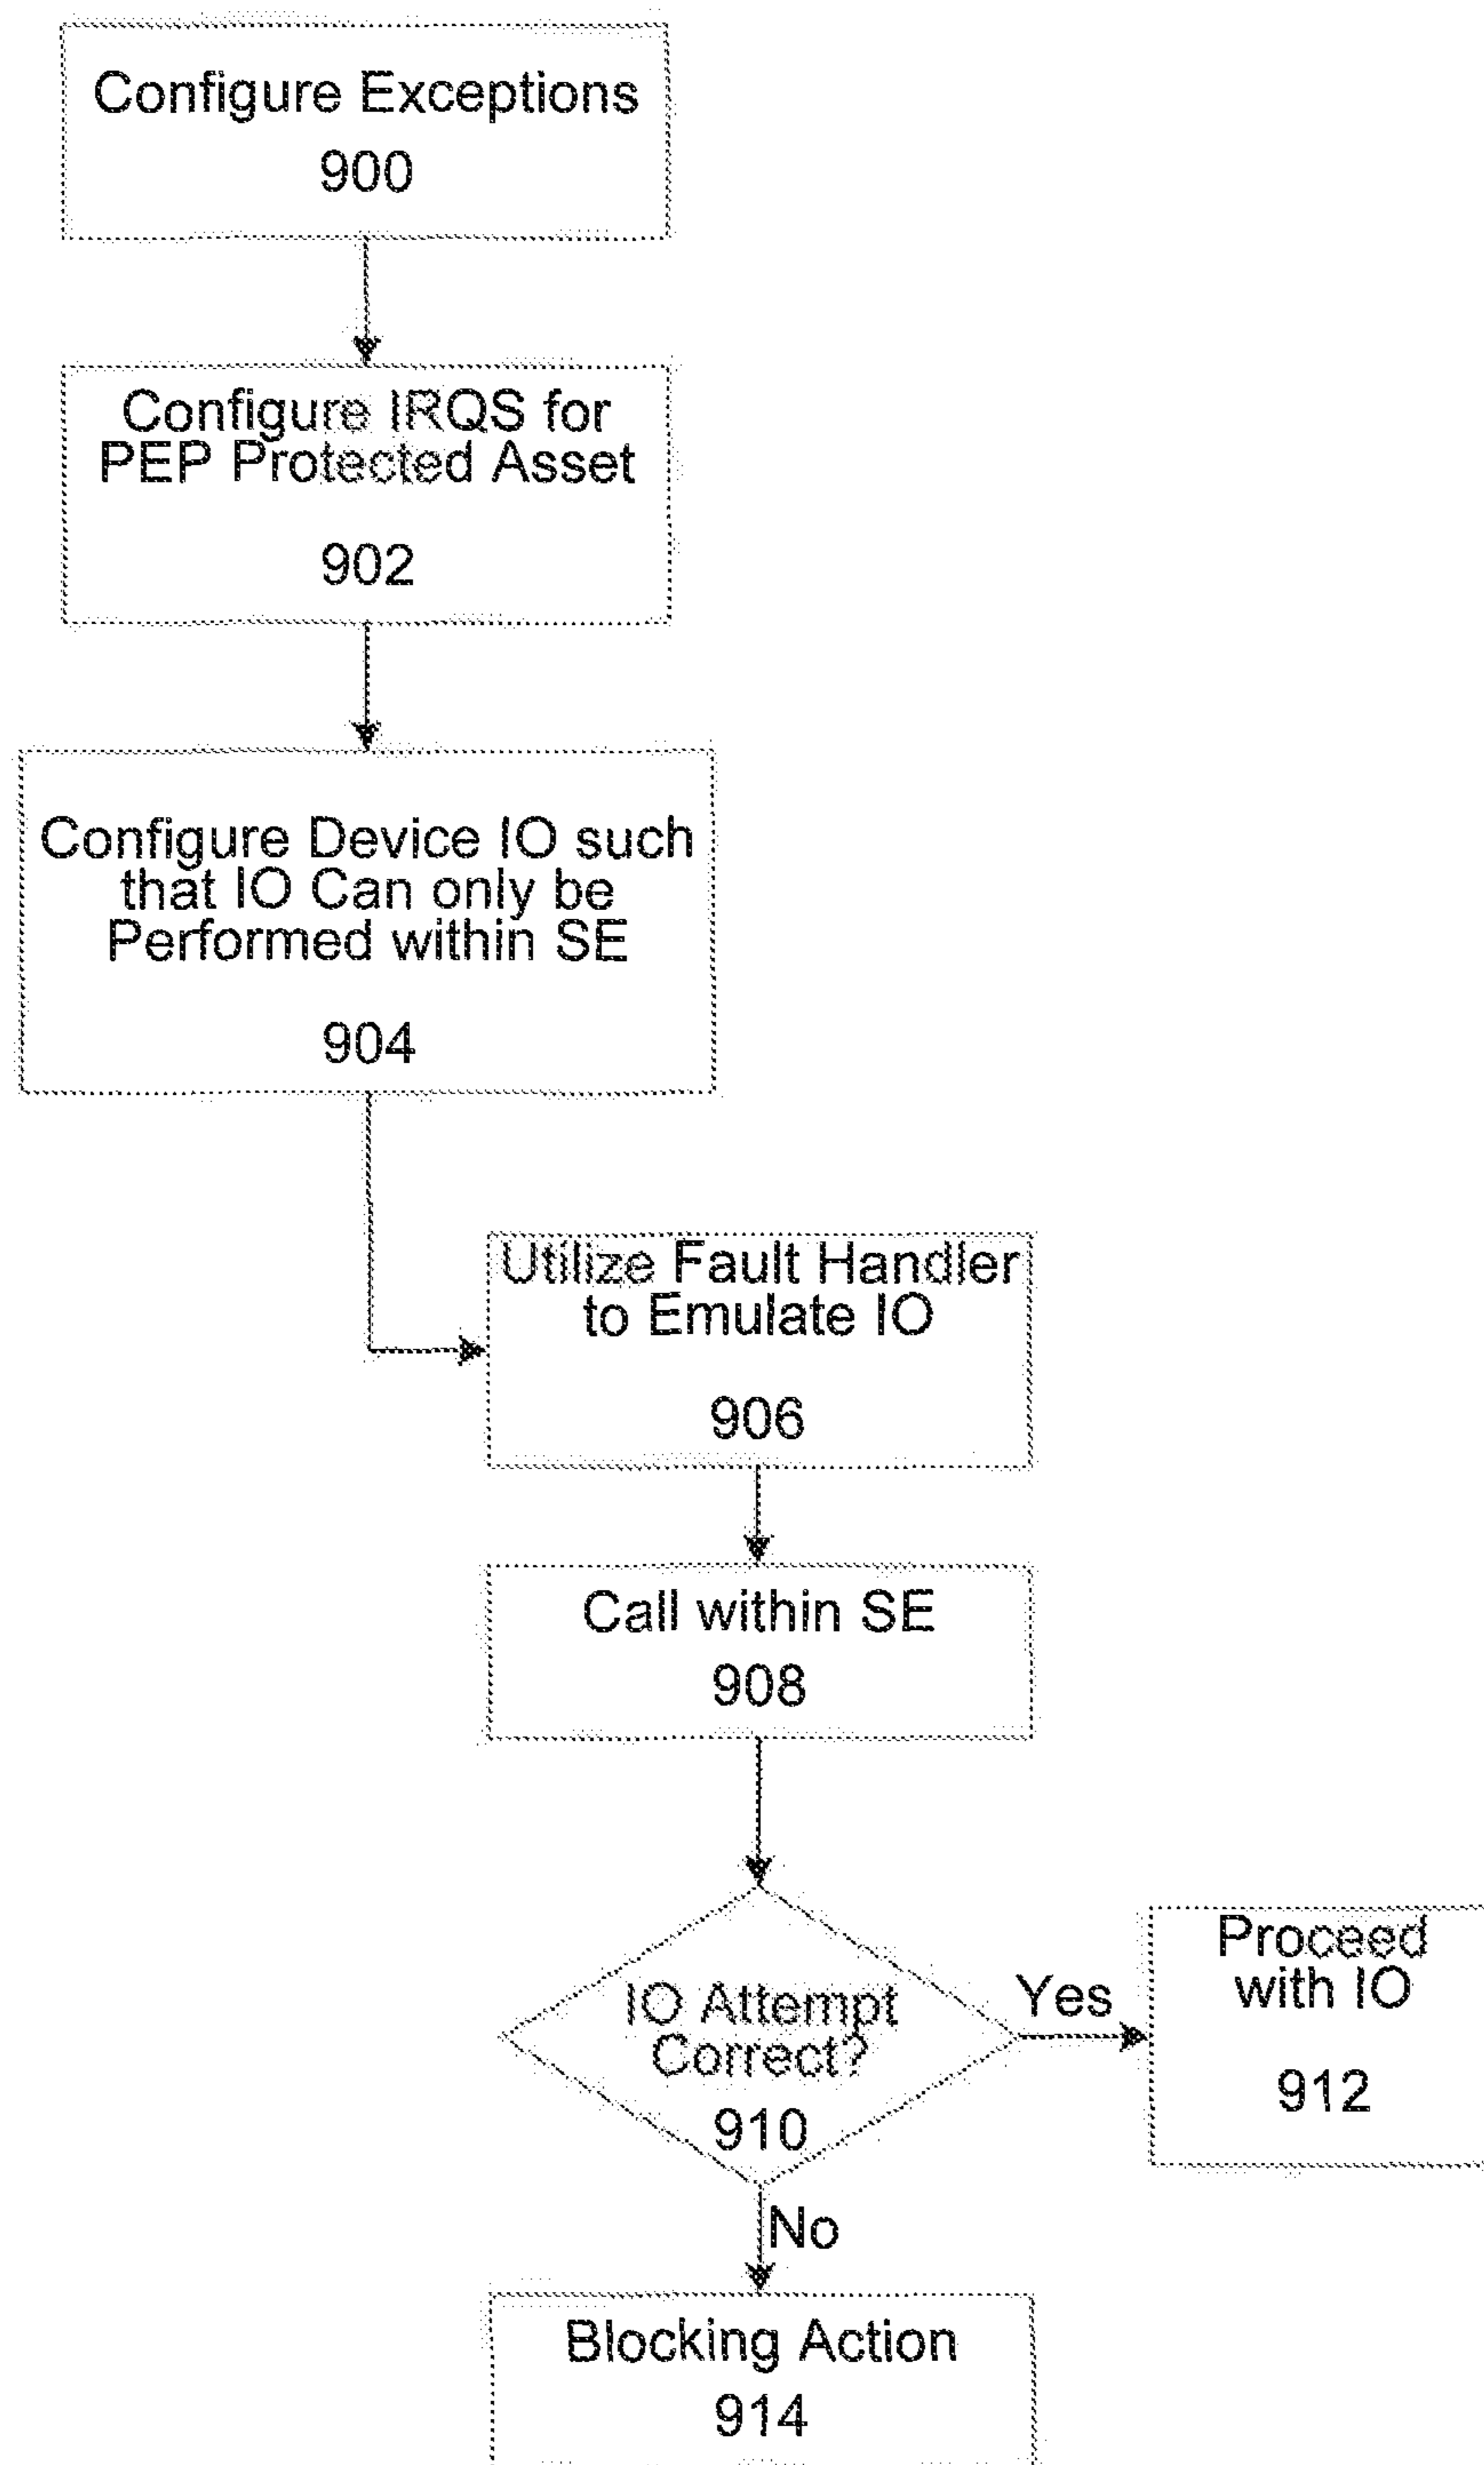 Configure Exceptions
900
Configure IRQS for
PEP Protected Asset
902
Configure Device IO such
that IO Can only be
Performed within SE
904
Utilize Fault Handler
to Emulate IO
906
Call within SE
908
IO Attempt
Correct?
910
Yes
Proceed
with IO
912
No
Blocking Action
914